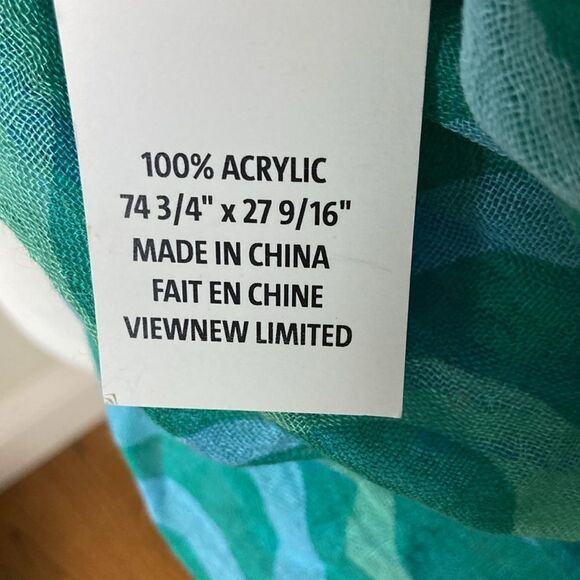 100% ACRYLIC
74 3/4" x 27 9/16"
MADE IN CHINA
FAIT EN CHINE
VIEWNEW LIMITED